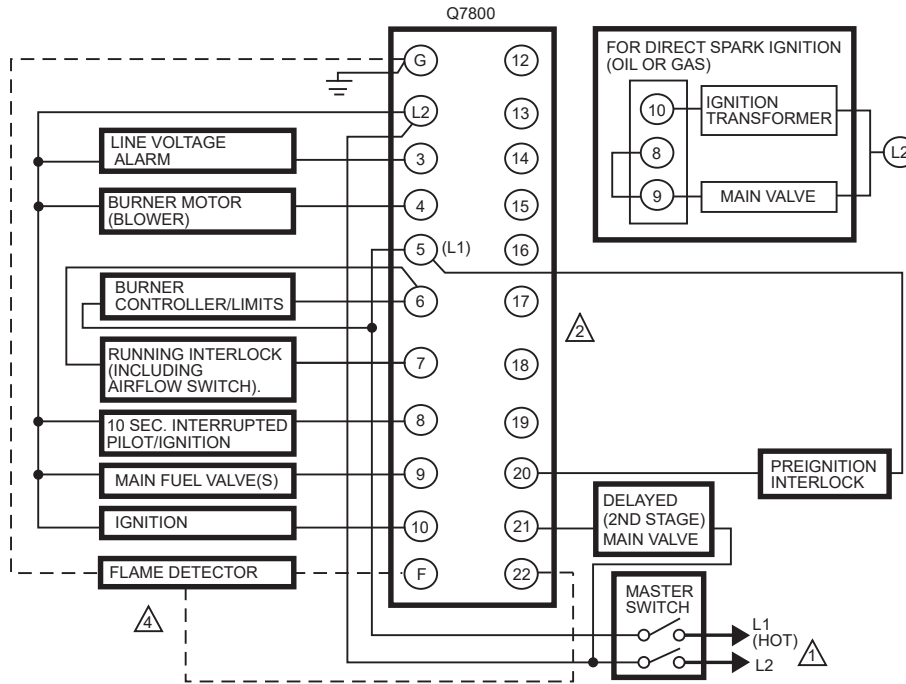 Q7800
G
L2
3
4
5
(L1)
6
7
8
9
10
F
12
13
14
15
16
17
18
19
20
21
22
LINE VOLTAGE
ALARM
BURNER MOTOR
(BLOWER)
BURNER
CONTROLLER/LIMITS
RUNNING INTERLOCK
(INCLUDING
AIRFLOW SWITCH).
10 SEC. INTERRUPTED
PILOT/IGNITION
MAIN FUEL VALVE(S)
IGNITION
FLAME DETECTOR
4
2
FOR DIRECT SPARK IGNITION
(OIL OR GAS)
10
8
9
IGNITION
TRANSFORMER
MAIN VALVE
L2
PREIGNITION
INTERLOCK
DELAYED
(2ND STAGE)
MAIN VALVE
MASTER
SWITCH
L1
(HOT)
L2
1